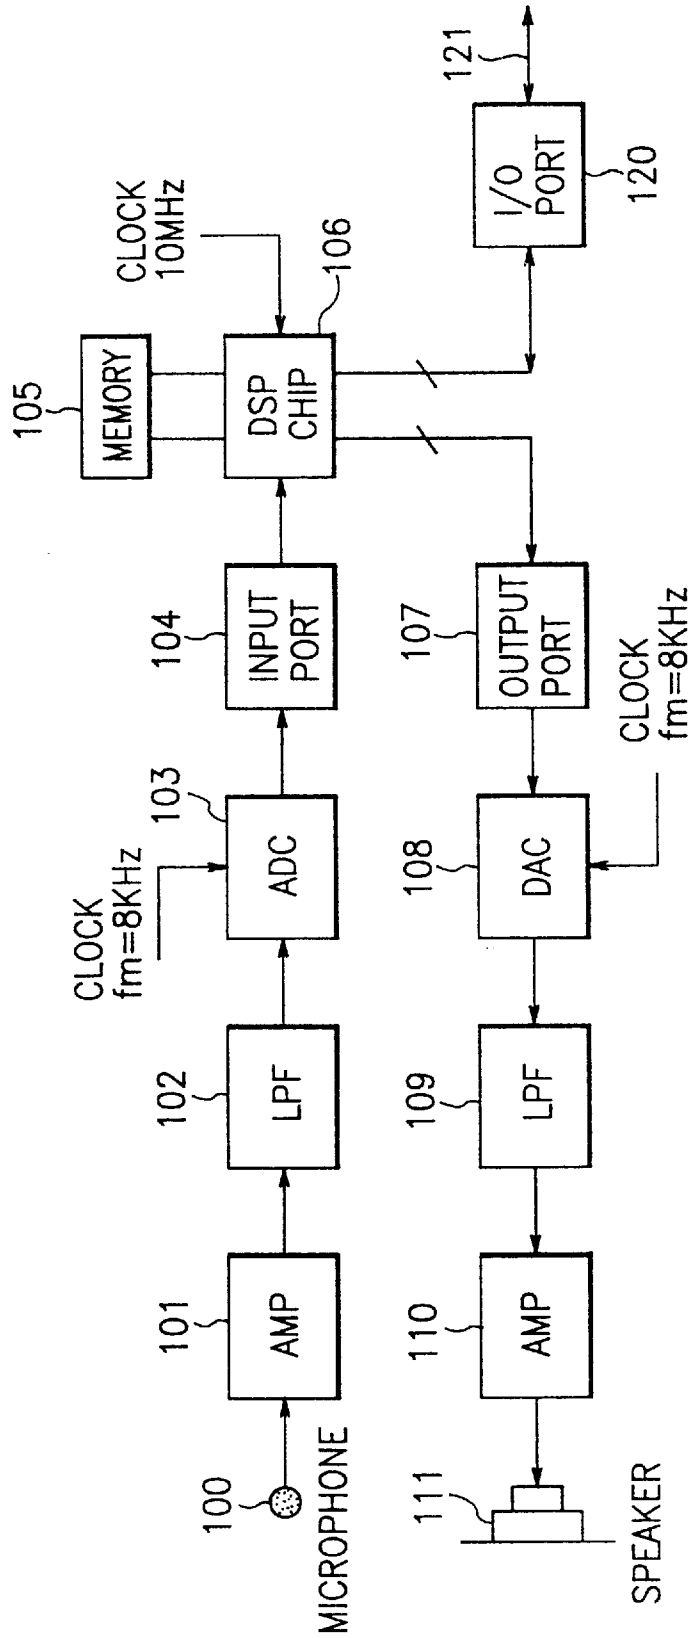 100
MICROPHONE
101
AMP
102
LPF
CLOCK
fm=8KHz
103
ADC
104
INPUT
PORT
105
MEMORY
DSP
CHIP
106
CLOCK
10MHz
111
SPEAKER
110
AMP
109
LPF
108
DAC
CLOCK
fm=8KHz
107
OUTPUT
PORT
I/O
PORT
120
121